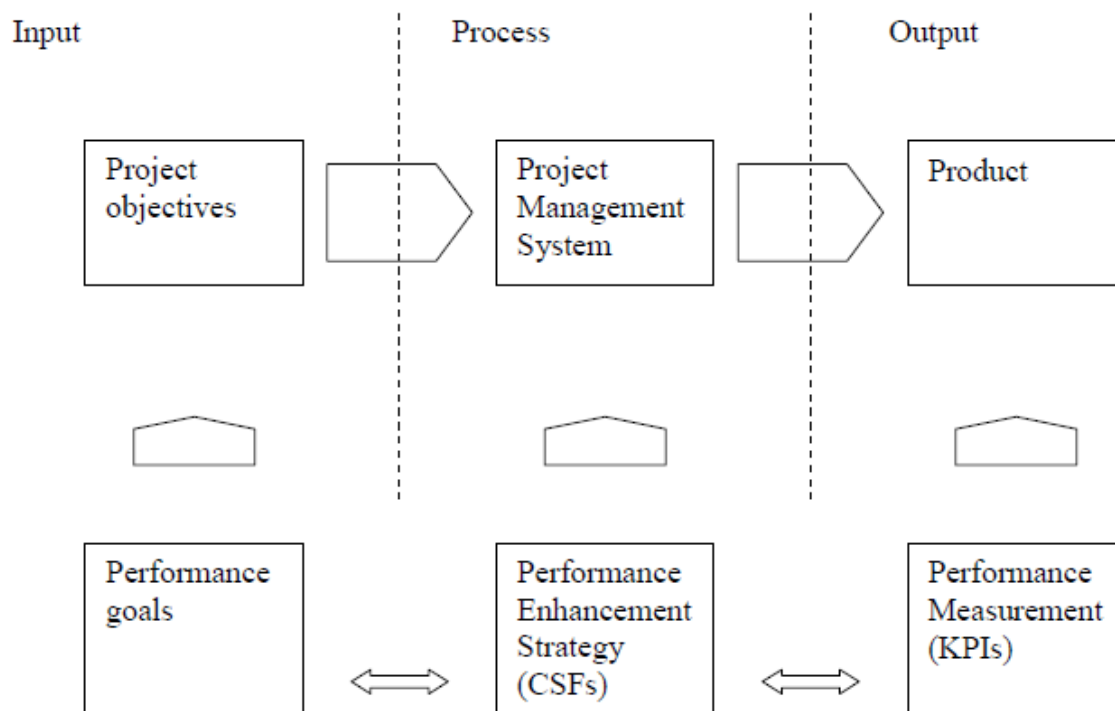 Input
Process
Output
Project
objectives
Project
Management
System
Product
Performance
goals
Performance
Enhancement
Strategy
(CSFs)
Performance
Measurement
(KPIs)